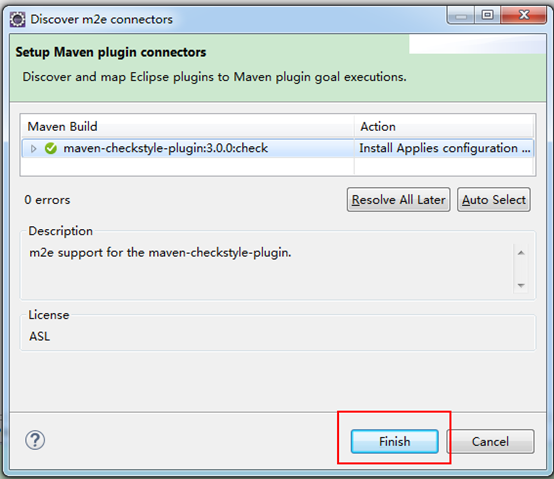 Discover m2e connectors
Setup Maven plugin connectors
Discover and map Eclipse plugins to Maven plugin goal executions.
Maven Build Action
maven-checkstyle-plugin:3.0.0:check Install Applies configuration ...
0 errors Resolve All Later Auto Select
Description
m2e support for the maven-checkstyle-plugin.
License
ASL
? Finish Cancel